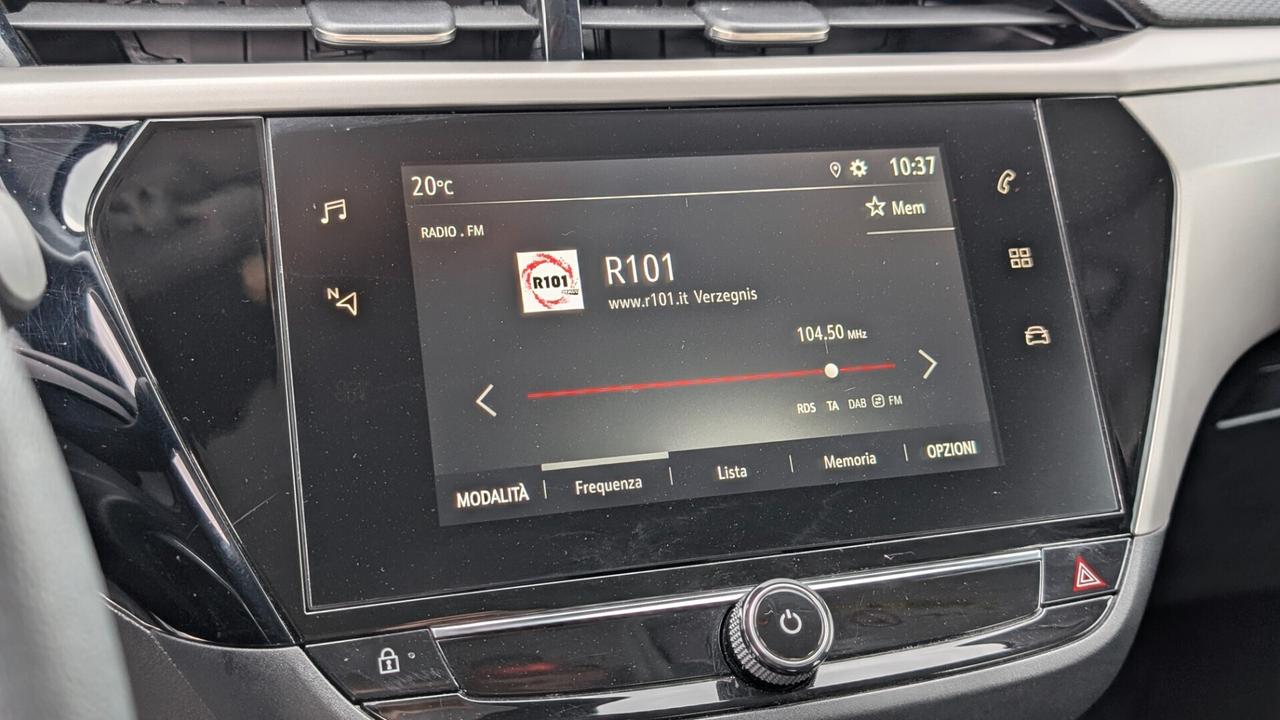 20°C
10:37
Mem
RADIO . FM
R101
R101
www.r101.it Verzegnis
104.50 MHz
RDS TA DAB FM
MODALITÀ Frequenza Lista Memoria OPZIONI
N